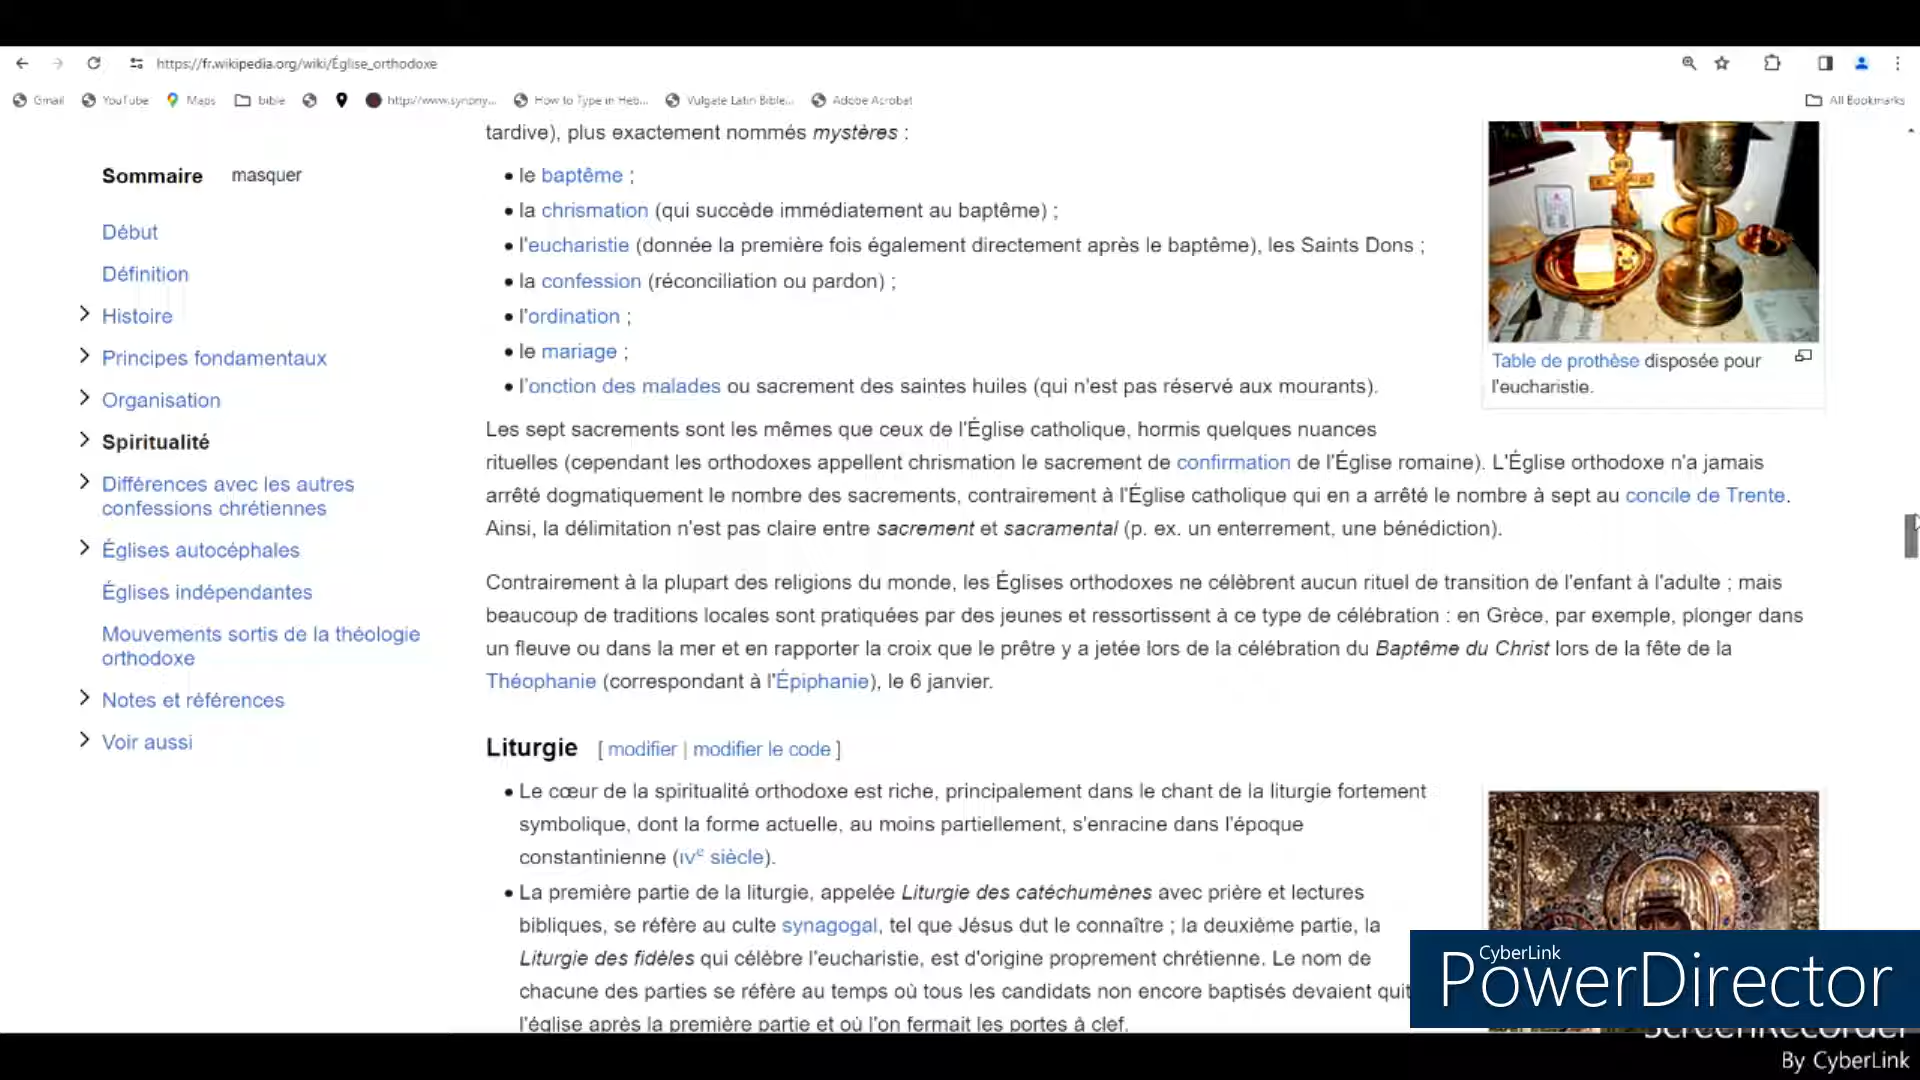 https://fr.wikipedia.org/wiki/Église_orthodoxe
Gmail YouTube Maps bible http://www.synony... How to Type in Heb... Vulgate Latin Bible... Adobe Acrobat All Bookmarks
Sommaire masquer
Début
Définition
Histoire
Principes fondamentaux
Organisation
Spiritualité
Différences avec les autres
confessions chrétiennes
Églises autocéphales
Églises indépendantes
Mouvements sortis de la théologie
orthodoxe
Notes et références
Voir aussi
tardive), plus exactement nommés mystères :
• le baptême ;
• la chrismation (qui succède immédiatement au baptême) ;
• l'eucharistie (donnée la première fois également directement après le baptême), les Saints Dons ;
• la confession (réconciliation ou pardon) ;
• l'ordination ;
• le mariage ;
• l'onction des malades ou sacrement des saintes huiles (qui n'est pas réservé aux mourants).
Table de prothèse disposée pour
l'eucharistie.
Les sept sacrements sont les mêmes que ceux de l'Église catholique, hormis quelques nuances
rituelles (cependant les orthodoxes appellent chrismation le sacrement de confirmation de l'Église romaine). L'Église orthodoxe n'a jamais
arrêté dogmatiquement le nombre des sacrements, contrairement à l'Église catholique qui en a arrêté le nombre à sept au concile de Trente.
Ainsi, la délimitation n'est pas claire entre sacrement et sacramental (p. ex. un enterrement, une bénédiction).
Contrairement à la plupart des religions du monde, les Églises orthodoxes ne célèbrent aucun rituel de transition de l'enfant à l'adulte ; mais
beaucoup de traditions locales sont pratiquées par des jeunes et ressortissent à ce type de célébration : en Grèce, par exemple, plonger dans
un fleuve ou dans la mer et en rapporter la croix que le prêtre y a jetée lors de la célébration du Baptême du Christ lors de la fête de la
Théophanie (correspondant à l'Épiphanie), le 6 janvier.
Liturgie [ modifier | modifier le code ]
• Le cœur de la spiritualité orthodoxe est riche, principalement dans le chant de la liturgie fortement
symbolique, dont la forme actuelle, au moins partiellement, s'enracine dans l'époque
constantinienne (IVe siècle).
• La première partie de la liturgie, appelée Liturgie des catéchumènes avec prière et lectures
bibliques, se réfère au culte synagogal, tel que Jésus dut le connaître ; la deuxième partie, la
Liturgie des fidèles qui célèbre l'eucharistie, est d'origine proprement chrétienne. Le nom de
chacune des parties se réfère au temps où tous les candidats non encore baptisés devaient quit
l'église après la première partie et où l'on fermait les portes à clef.
CyberLink
PowerDirector
ScreenRecorder
By CyberLink